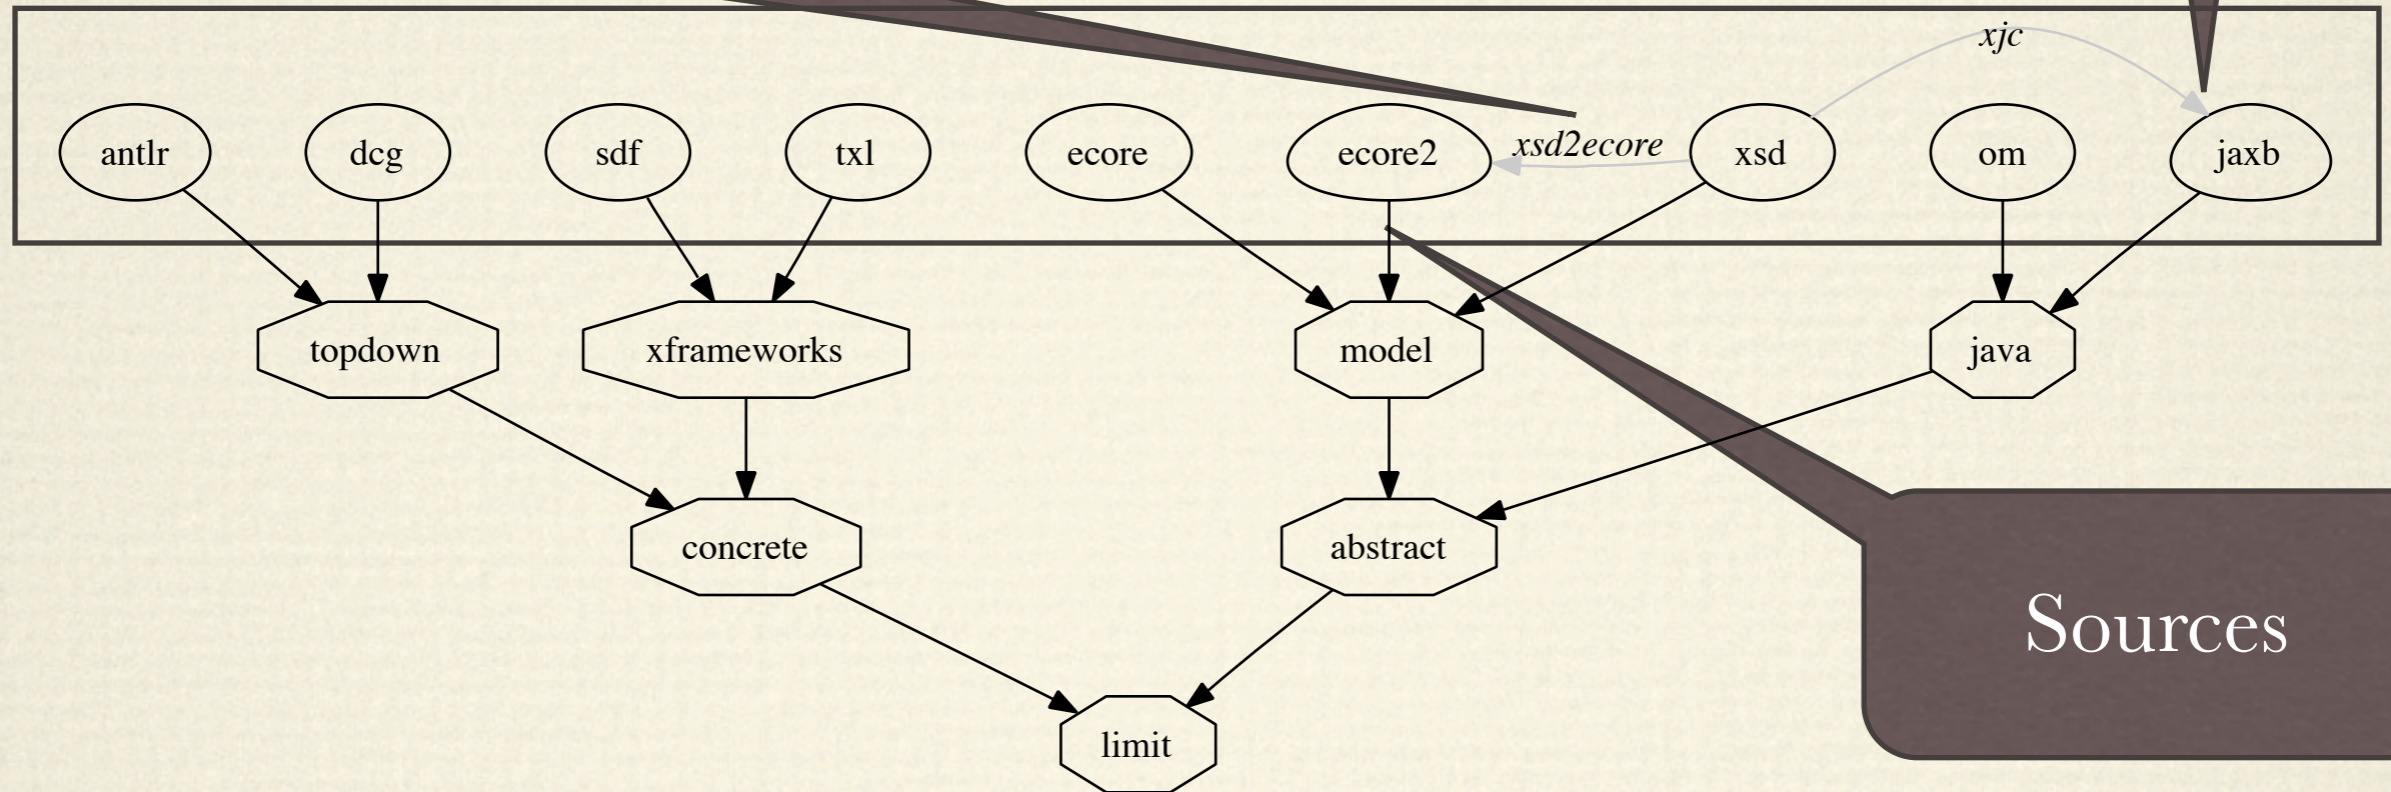 xjc
antlr dcg sdf txl ecore ecore2 xsd2ecore xsd om jaxb
topdown xframeworks model java
concrete abstract
Sources
limit